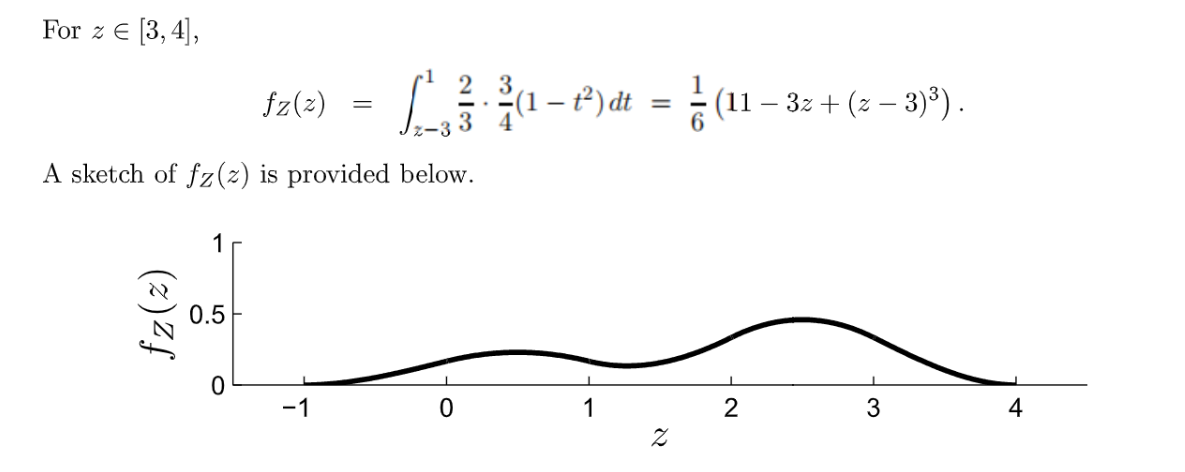 For z ∈ [3, 4],
f_Z(z) = ∫_{z−3}^{1} 2/3 · 3/4 (1 − t²) dt = 1/6 (11 − 3z + (z − 3)³) .
A sketch of f_Z(z) is provided below.
1
0.5
0
f_Z(z)
−1 0 1 2 3 4
z